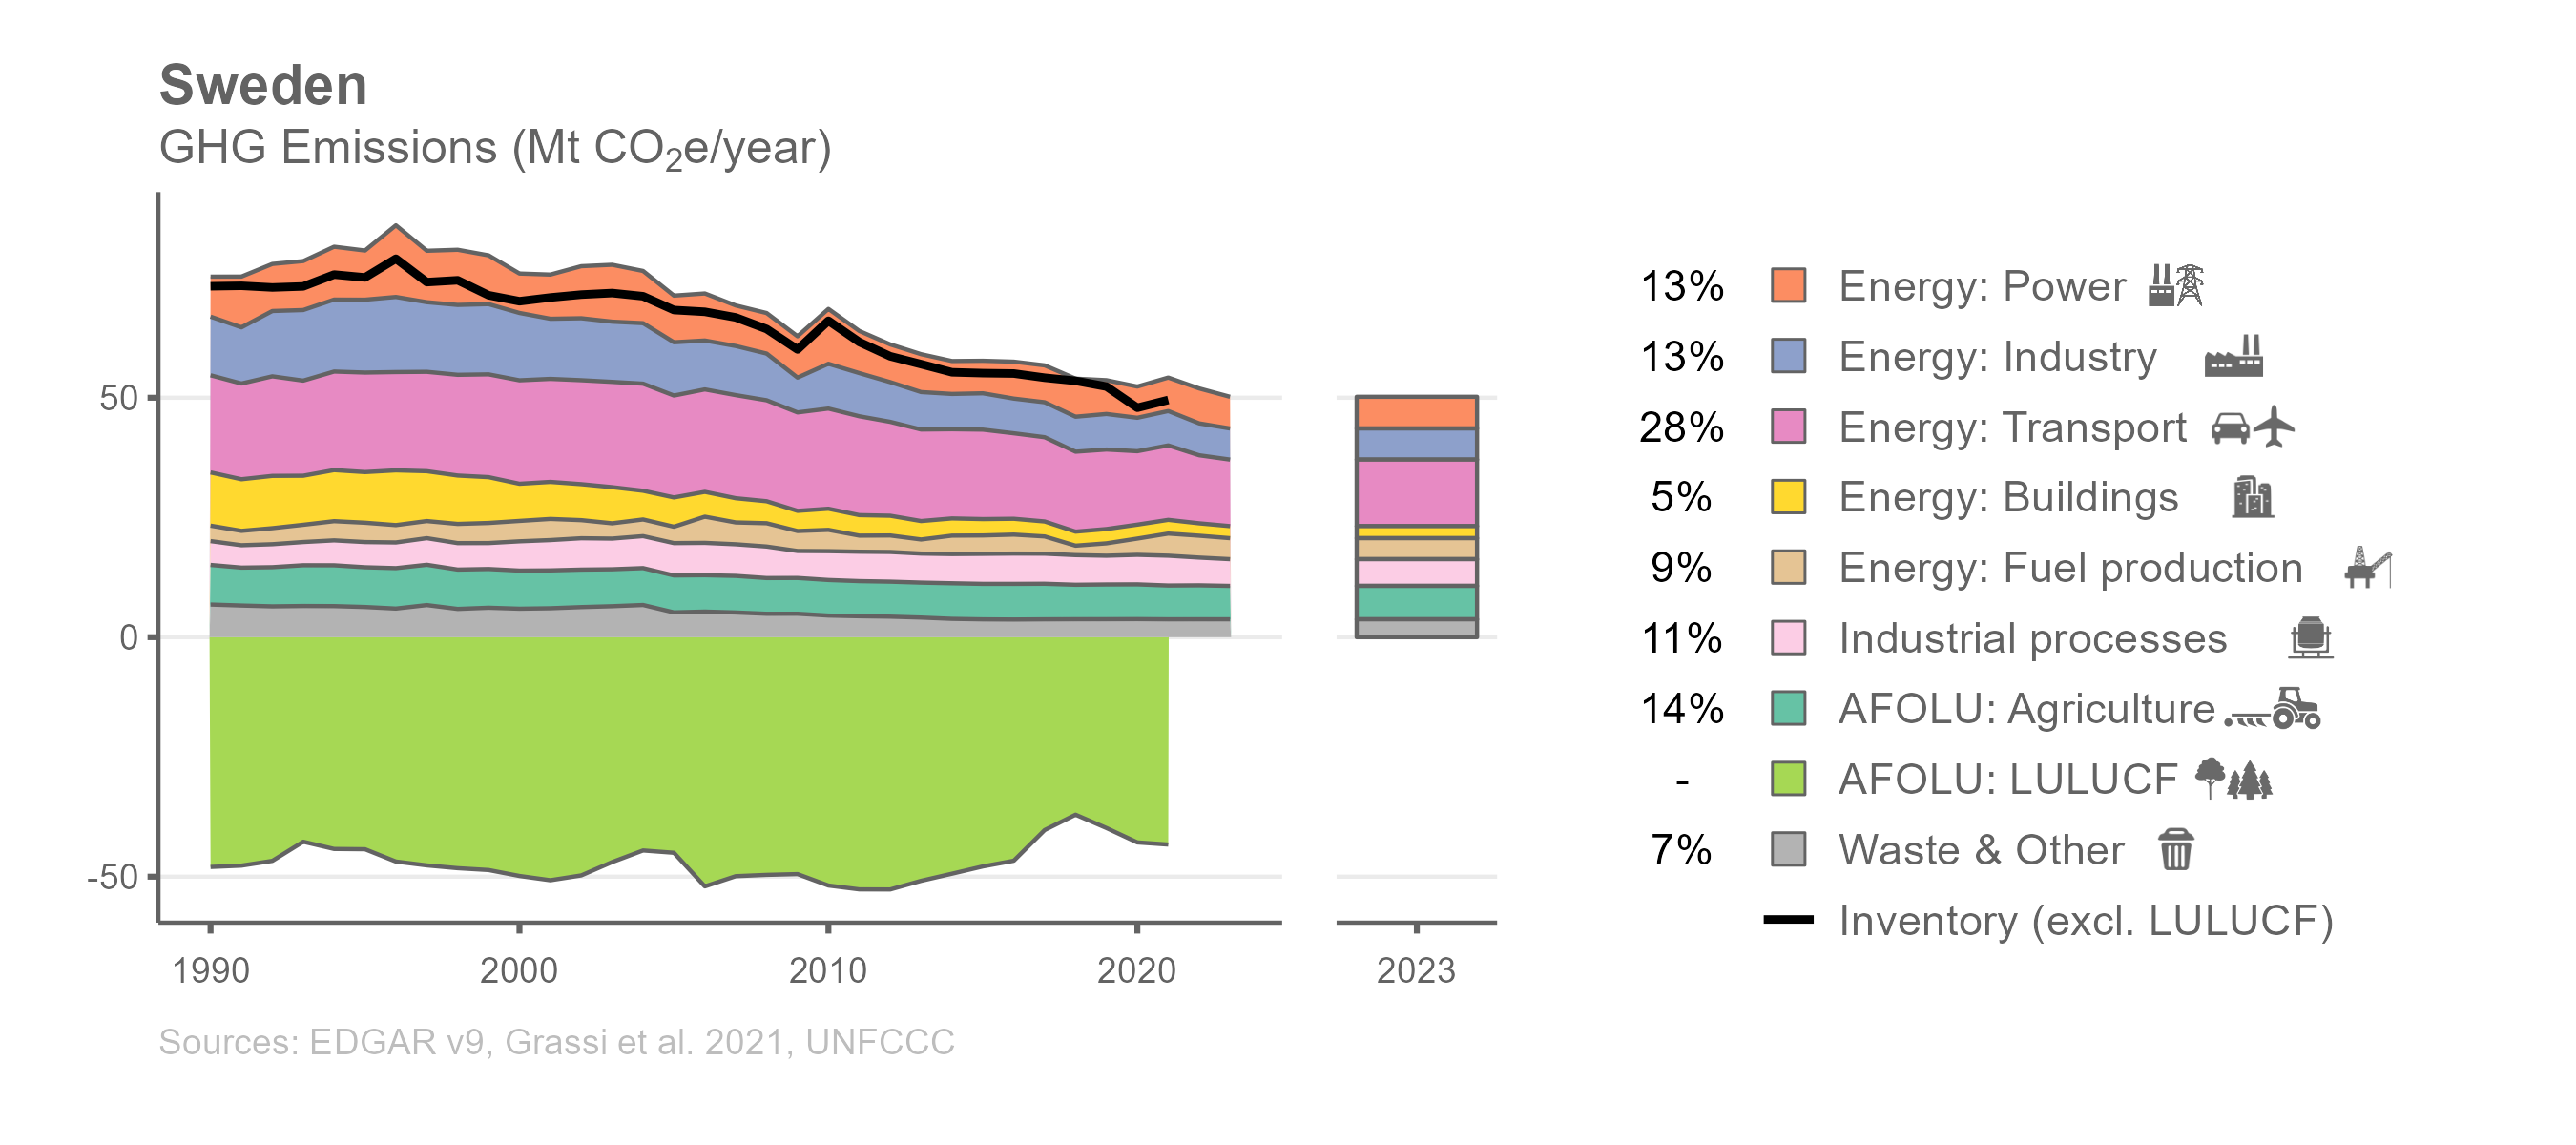 Sweden
GHG Emissions (Mt CO₂e/year)
50
0
-50
1990 2000 2010 2020 2023
13% Energy: Power
13% Energy: Industry
28% Energy: Transport
5% Energy: Buildings
9% Energy: Fuel production
11% Industrial processes
14% AFOLU: Agriculture
- AFOLU: LULUCF
7% Waste & Other
Inventory (excl. LULUCF)
Sources: EDGAR v9, Grassi et al. 2021, UNFCCC